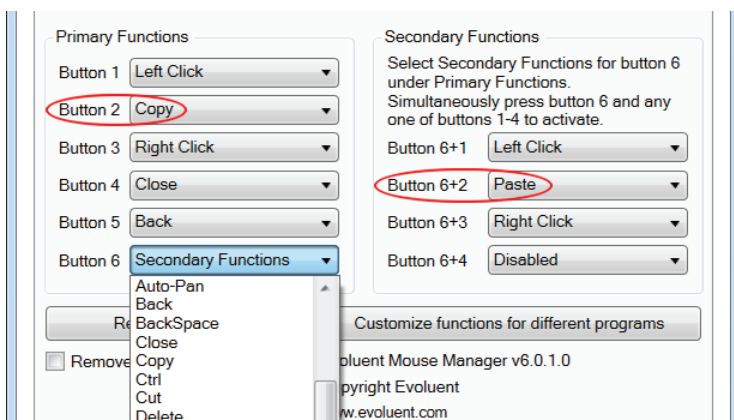 Primary Functions
Button 1 Left Click
Button 2 Copy
Button 3 Right Click
Button 4 Close
Button 5 Back
Button 6 Secondary Functions
Auto-Pan
Back
BackSpace
Close
Copy
Ctrl
Cut
Delete
Secondary Functions
Select Secondary Functions for button 6
under Primary Functions.
Simultaneously press button 6 and any
one of buttons 1-4 to activate.
Button 6+1 Left Click
Button 6+2 Paste
Button 6+3 Right Click
Button 6+4 Disabled
Customize functions for different programs
Remove
Mouse Manager v6.0.1.0
Evoluent
evoluent.com